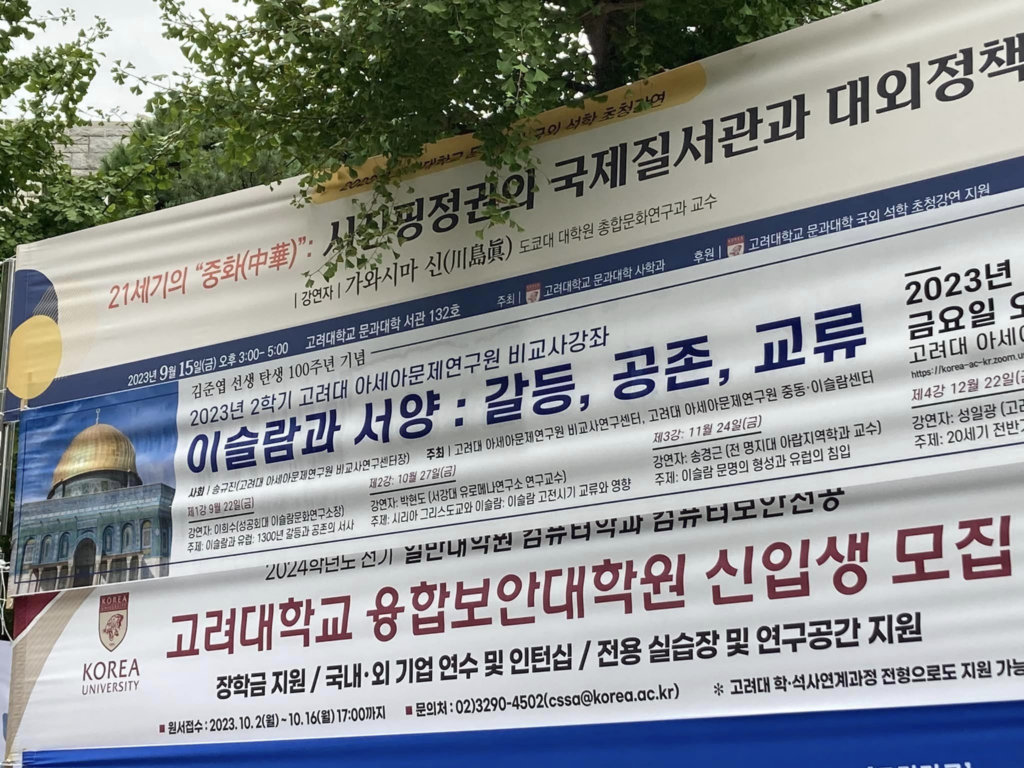 국외 석학 초청강연
21세기의 "중화(中華)": 시진핑정권의 국제질서관과 대외정책
| 강연자 | 가와시마 신(川島眞) 도쿄대 대학원 총합문화연구과 교수
2023년 9월 15일(금) 오후 3:00- 5:00 고려대학교 문과대학 서관 132호 주최 | 고려대학교 문과대학 사학과 후원 | 고려대학교 문과대학 국외 석학 초청강연 지원
김준엽 선생 탄생 100주년 기념
2023년 2학기 고려대 아세아문제연구원 비교사강좌
이슬람과 서양 : 갈등, 공존, 교류
사회 | 송규진(고려대 아세아문제연구원 비교사연구센터장) 주최 | 고려대 아세아문제연구원 비교사연구센터, 고려대 아세아문제연구원 중동·이슬람센터
제1강 9월 22일(금)
강연자: 이희수(성공회대 이슬람문화연구소장)
주제: 이슬람과 유럽: 1300년 갈등과 공존의 서사
제2강: 10월 27일(금)
강연자: 박현도 (서강대 유로메나연구소 연구교수)
주제: 시리아 그리스도교와 이슬람: 이슬람 고전시기 교류와 영향
제3강: 11월 24일(금)
강연자: 송경근 (전 명지대 아랍지역학과 교수)
주제: 이슬람 문명의 형성과 유럽의 침입
2023년
금요일 오
고려대 아세
https://korea-ac-kr.zoom.u
제4강 12월 22일(금
강연자: 성일광 (고
주제: 20세기 전반
2024학년도 전기 일반대학원 컴퓨터학과 컴퓨터보안전공
고려대학교 융합보안대학원 신입생 모집
KOREA
KOREA
UNIVERSITY
장학금 지원 / 국내·외 기업 연수 및 인턴십 / 전용 실습장 및 연구공간 지원
■ 원서접수 : 2023. 10. 2(월) ~ 10. 16(월) 17:00까지 ■ 문의처 : 02)3290-4502(cssa@korea.ac.kr) ※ 고려대 학·석사연계과정 전형으로도 지원 가능